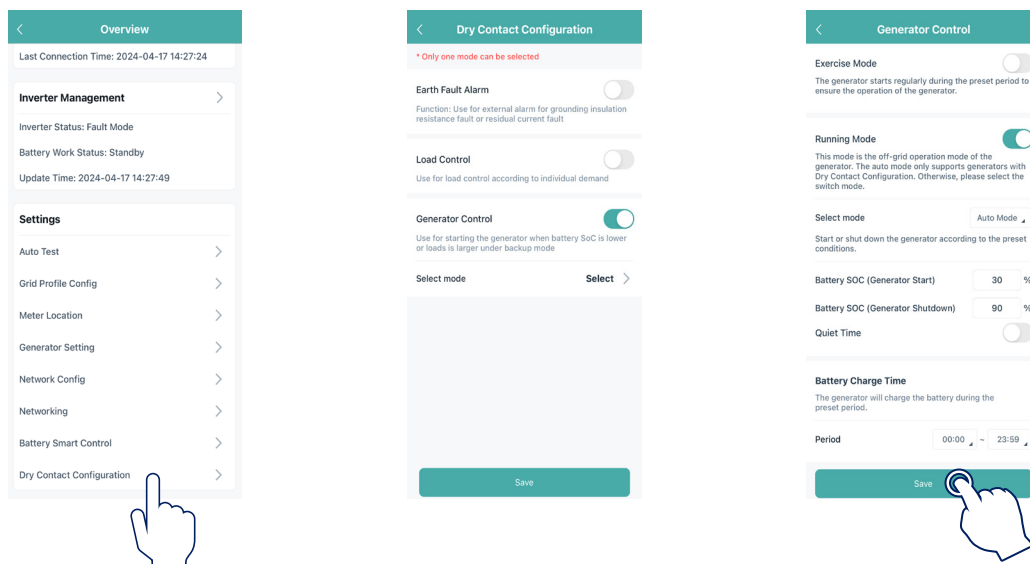 Overview
Last Connection Time: 2024-04-17 14:27:24
Inverter Management
Inverter Status: Fault Mode
Battery Work Status: Standby
Update Time: 2024-04-17 14:27:49
Settings
Auto Test
Grid Profile Config
Meter Location
Generator Setting
Network Config
Networking
Battery Smart Control
Dry Contact Configuration
Dry Contact Configuration
* Only one mode can be selected
Earth Fault Alarm
Function: Use for external alarm for grounding insulation
resistance fault or residual current fault
Load Control
Use for load control according to individual demand
Generator Control
Use for starting the generator when battery SoC is lower
or loads is larger under backup mode
Select mode Select
Save
Generator Control
Exercise Mode
The generator starts regularly during the preset period to
ensure the operation of the generator.
Running Mode
This mode is the off-grid operation mode of the
generator. The auto mode only supports generators with
Dry Contact Configuration. Otherwise, please select the
switch mode.
Select mode Auto Mode
Start or shut down the generator according to the preset
conditions.
Battery SOC (Generator Start) 30 %
Battery SOC (Generator Shutdown) 90 %
Quiet Time
Battery Charge Time
The generator will charge the battery during the
preset period.
Period 00:00 ~ 23:59
Save